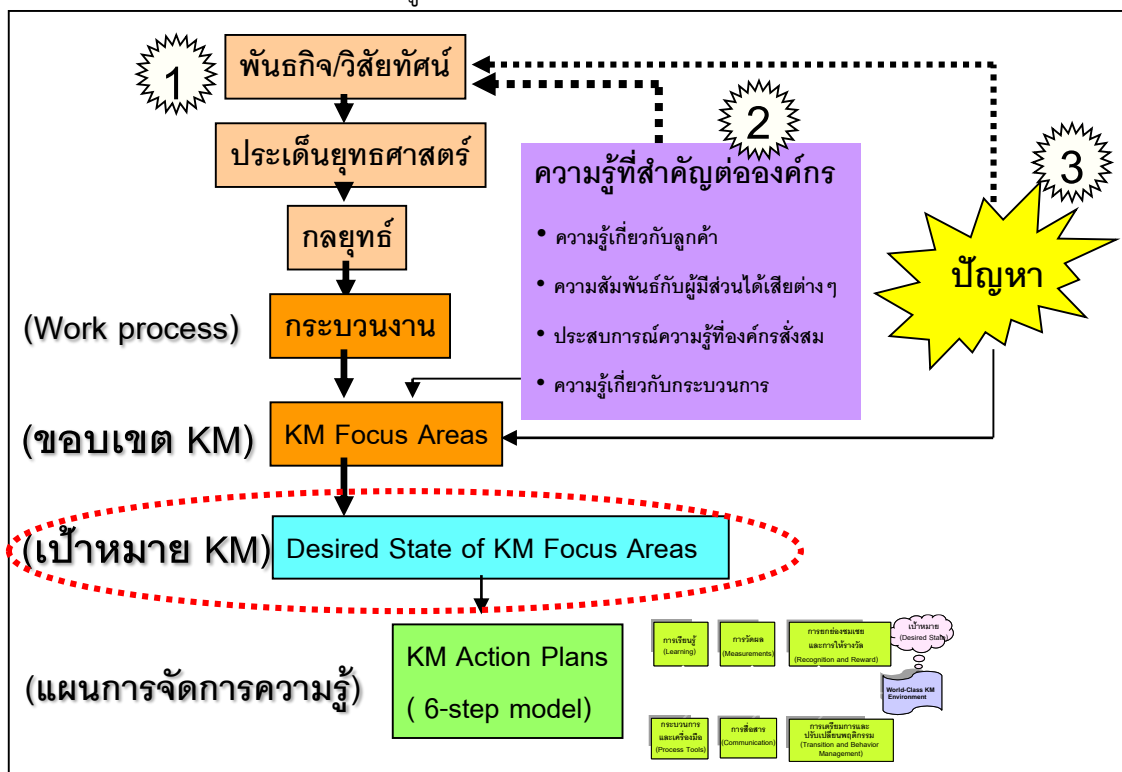 1
พันธกิจ/วิสัยทัศน์
ประเด็นยุทธศาสตร์
กลยุทธ์
(Work process)
กระบวนงาน
2
ความรู้ที่สำคัญต่อองค์กร
• ความรู้เกี่ยวกับลูกค้า
• ความสัมพันธ์กับผู้มีส่วนได้เสียต่างๆ
• ประสบการณ์ความรู้ที่องค์กรสั่งสม
• ความรู้เกี่ยวกับกระบวนการ
3
ปัญหา
(ขอบเขต KM)
KM Focus Areas
(เป้าหมาย KM)
Desired State of KM Focus Areas
(แผนการจัดการความรู้)
KM Action Plans
( 6-step model)
การเรียนรู้
(Learning)
การวัดผล
(Measurements)
การยกย่องชมเชย
และการให้รางวัล
(Recognition and Reward)
เป้าหมาย
(Desired State)
World-Class KM
Environment
กระบวนการ
และเครื่องมือ
(Process Tools)
การสื่อสาร
(Communication)
การเตรียมการและ
ปรับเปลี่ยนพฤติกรรม
(Transition and Behavior
Management)